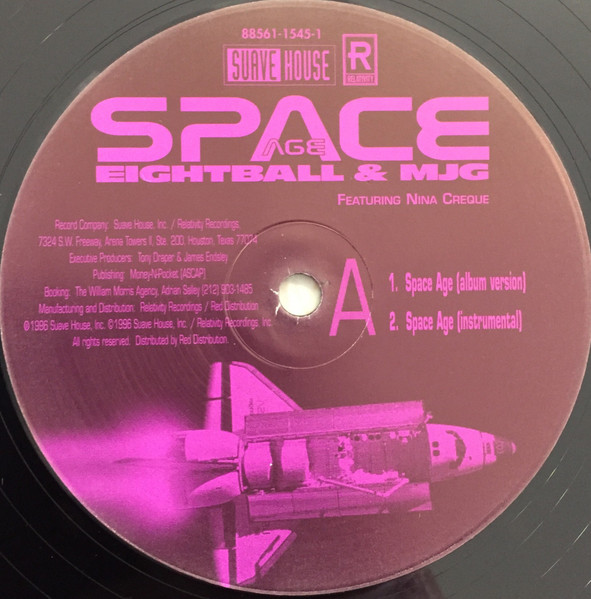 88561-1545-1
SUAVE HOUSE
R
RELATIVITY
SPACE
AGE
EIGHTBALL & MJG
FEATURING NINA CREQUE
Record Company: Suave House, Inc. / Relativity Recordings,
7324 S.W. Freeway, Arena Towers II, Ste. 200, Houston, Texas 77074
Executive Producers: Tony Draper & James Endsley
Publishing: Money-N-Pocket (ASCAP)
Booking: The William Morris Agency, Adrian Salley (212) 903-1485
Manufacturing and Distribution: Relativity Recordings / Red Distribution
©1996 Suave House, Inc. ©1996 Suave House, Inc. / Relativity Recordings, Inc.
All rights reserved. Distributed by Red Distribution.
A
1. Space Age (album version)
2. Space Age (instrumental)